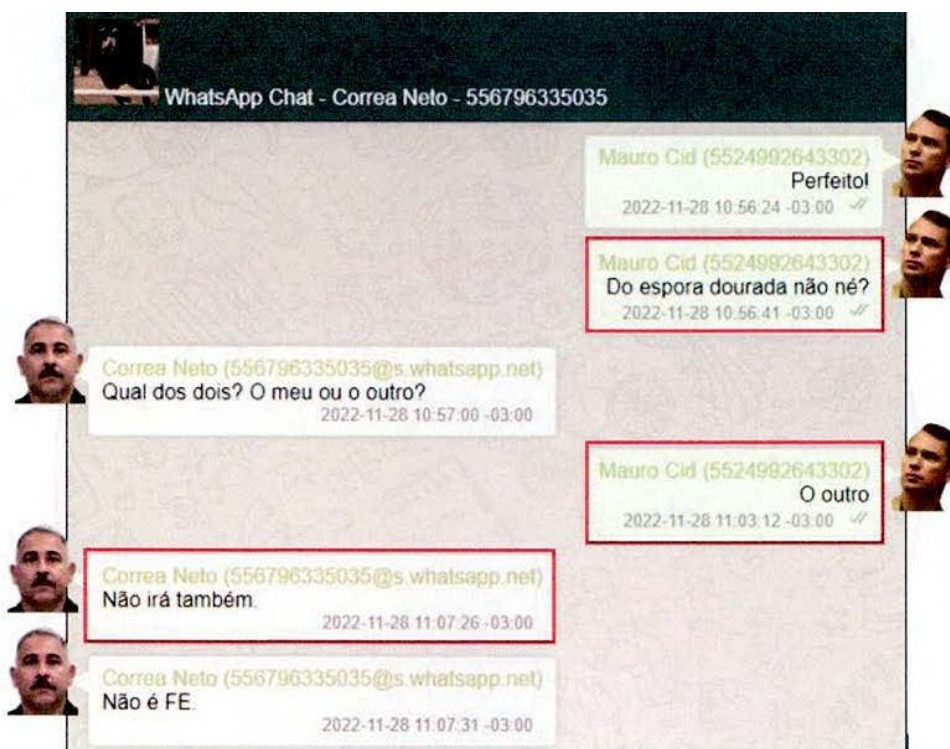 WhatsApp Chat - Correa Neto - 556796335035
Mauro Cid (5524992643302)
Perfeito!
2022-11-28 10:56:24 -03:00
Mauro Cid (5524992643302)
Do espora dourada não né?
2022-11-28 10:56:41 -03:00
Correa Neto (556796335035@s.whatsapp.net)
Qual dos dois? O meu ou o outro?
2022-11-28 10:57:00 -03:00
Mauro Cid (5524992643302)
O outro
2022-11-28 11:03:12 -03:00
Correa Neto (556796335035@s.whatsapp.net)
Não irá também.
2022-11-28 11:07:26 -03:00
Correa Neto (556796335035@s.whatsapp.net)
Não é FE.
2022-11-28 11:07:31 -03:00